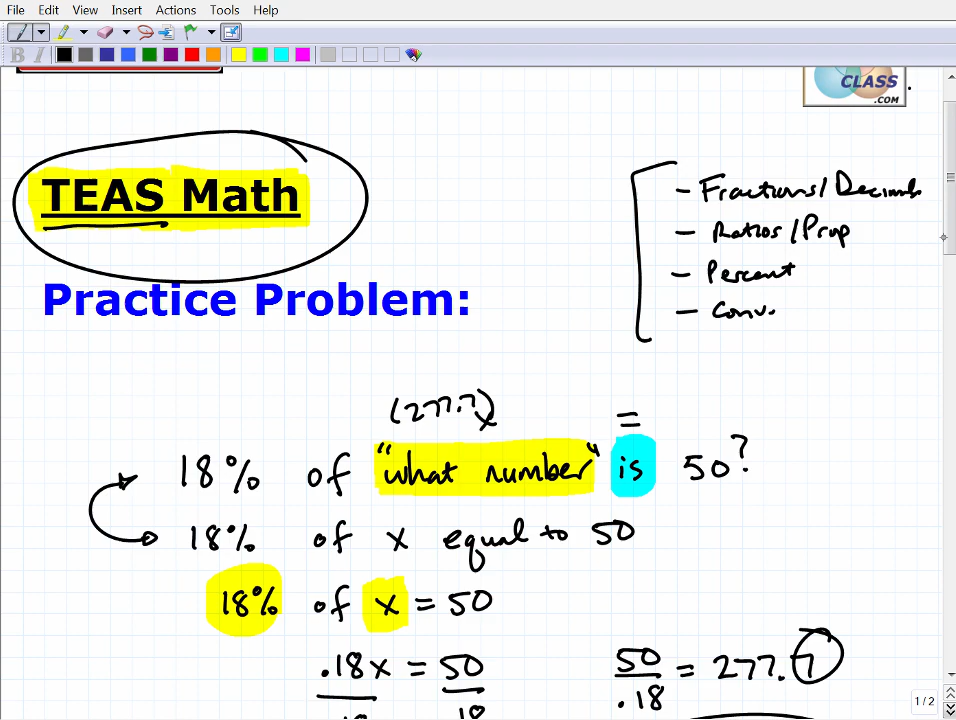 File Edit View Insert Actions Tools Help
B I
CLASS
.COM
TEAS Math
- Fractions/Decimals
- Ratios/Prop
- Percent
- Conv.
Practice Problem:
(277.7)
x =
18% of "what number" is 50?
18% of x equal to 50
18% of x = 50
.18x = 50
50
.18 = 277.7
.18 .18
1/2